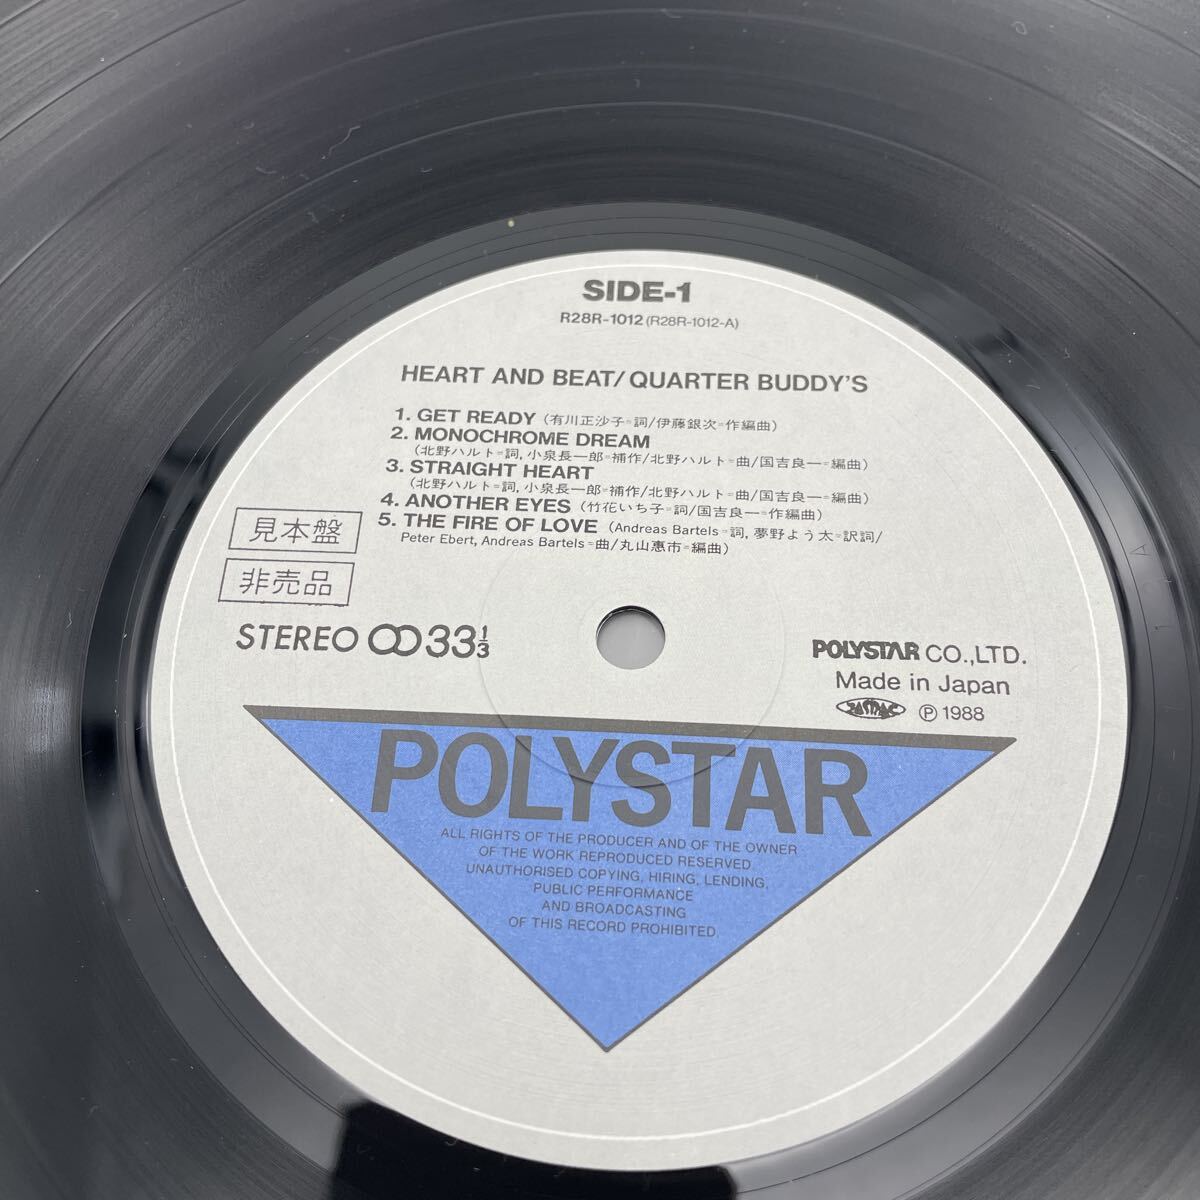 SIDE-1
R28R-1012 (R28R-1012-A)
HEART AND BEAT/QUARTER BUDDY'S
1. GET READY (有川正沙子=詞/伊藤銀次=作編曲)
2. MONOCHROME DREAM
(北野ハルト=詞, 小泉長一郎=補作/北野ハルト=曲/国吉良一=編曲)
3. STRAIGHT HEART
(北野ハルト=詞, 小泉長一郎=補作/北野ハルト=曲/国吉良一=編曲)
4. ANOTHER EYES (竹花いち子=詞/国吉良一=作編曲)
5. THE FIRE OF LOVE (Andreas Bartels=詞, 夢野よう太=訳詞/
Peter Ebert, Andreas Bartels=曲/丸山恵市=編曲)
見本盤
非売品
STEREO 33 1/3
POLYSTAR CO.,LTD.
Made in Japan
℗ 1988
POLYSTAR
ALL RIGHTS OF THE PRODUCER AND OF THE OWNER
OF THE WORK REPRODUCED RESERVED.
UNAUTHORISED COPYING, HIRING, LENDING,
PUBLIC PERFORMANCE
AND BROADCASTING
OF THIS RECORD PROHIBITED.